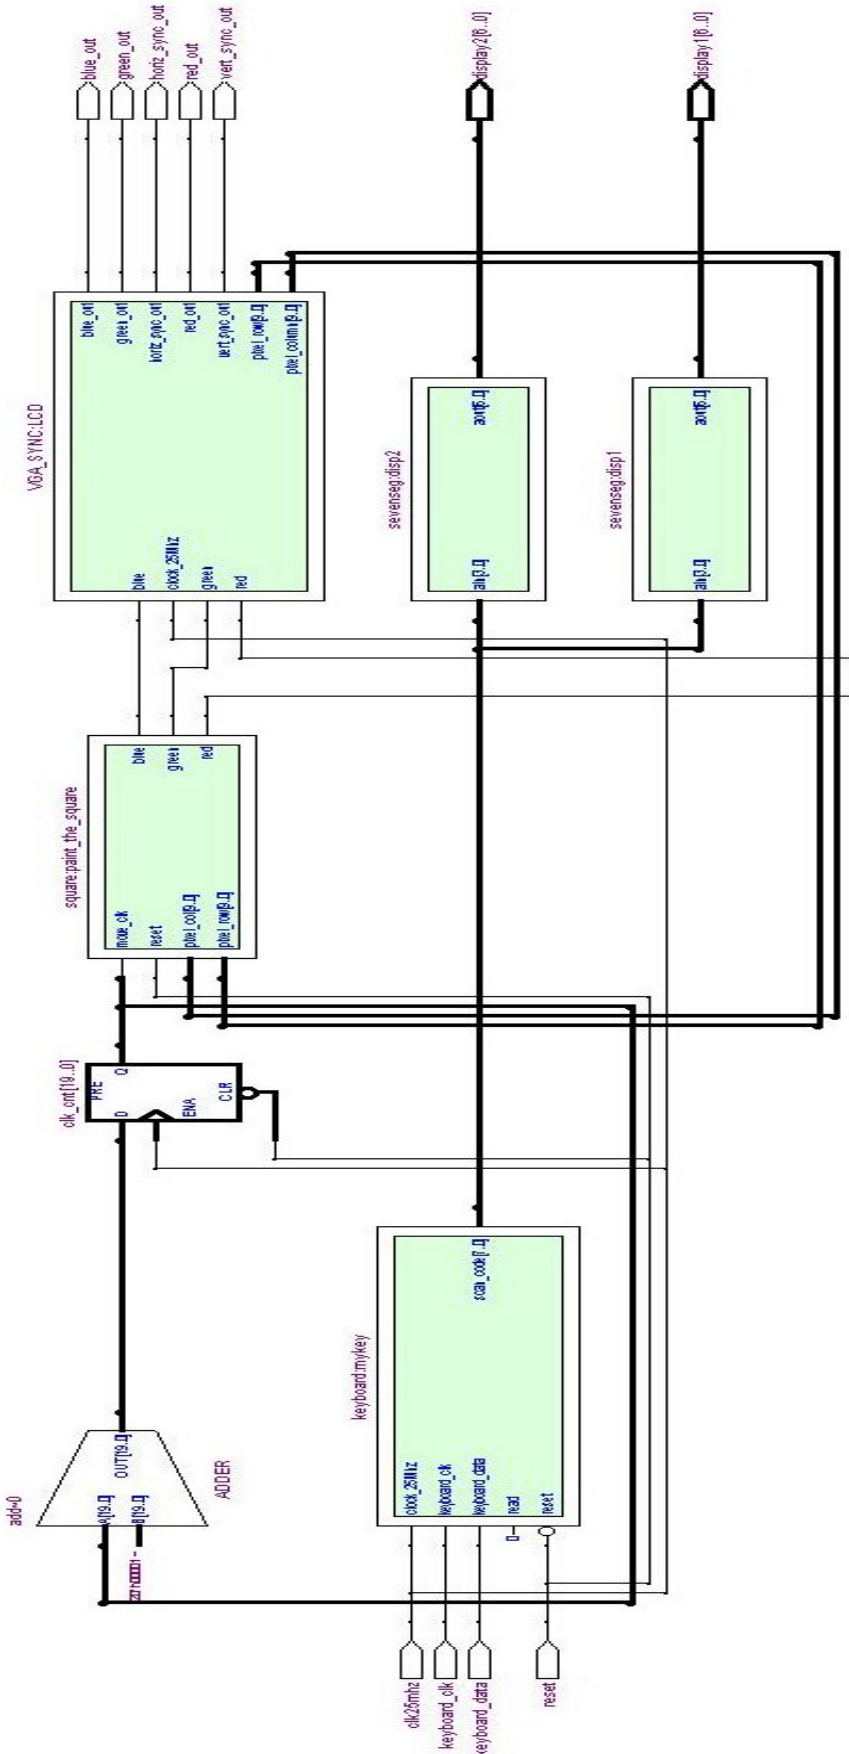 add~0
A[19..0]
B[19..0]
OUT[19..0]
20'h00001 -
ADDER
clk_cnt[19..0]
PRE
D
Q
ENA
CLR
square:paint_the_square
move_clk
reset
pixel_col[9..0]
pixel_row[9..0]
blue
green
red
VGA_SYNC:LCD
blue
clock_25Mhz
green
red
blue_out
green_out
horiz_sync_out
red_out
vert_sync_out
pixel_row[9..0]
pixel_column[9..0]
blue_out
green_out
horiz_sync_out
red_out
vert_sync_out
keyboard:mykey
clock_25Mhz
keyboard_clk
keyboard_data
read
reset
scan_code[7..0]
0
clk25mhz
keyboard_clk
keyboard_data
reset
sevenseg:disp2
ain[3..0]
aout[6..0]
display2[6..0]
sevenseg:disp1
ain[3..0]
aout[6..0]
display1[6..0]